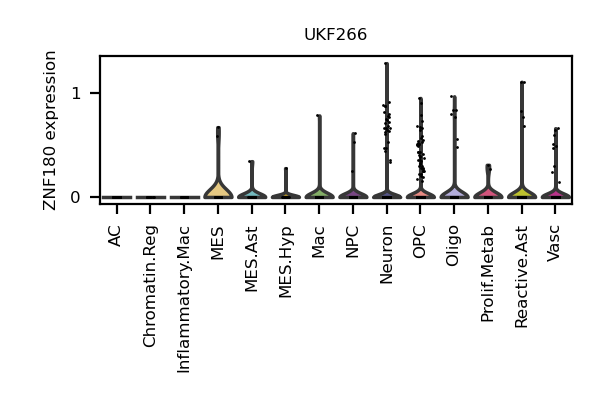 UKF266
ZNF180 expression
1
0
AC
Chromatin.Reg
Inflammatory.Mac
MES
MES.Ast
MES.Hyp
Mac
NPC
Neuron
OPC
Oligo
Prolif.Metab
Reactive.Ast
Vasc